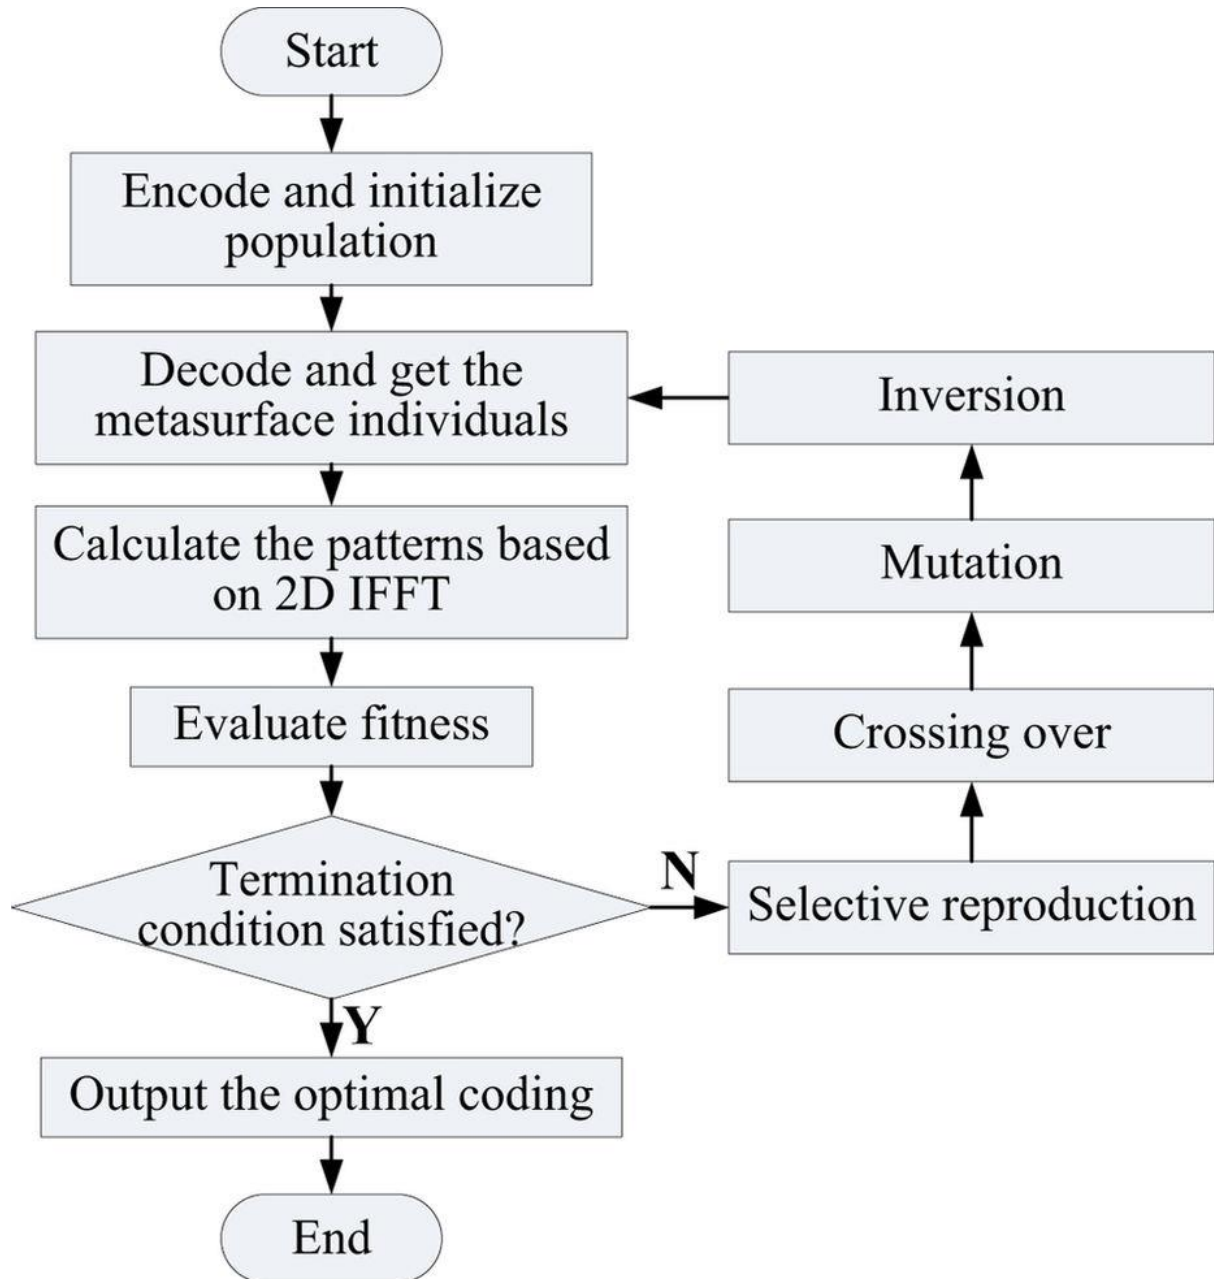 Start
Encode and initialize
population
Decode and get the
metasurface individuals
Calculate the patterns based
on 2D IFFT
Evaluate fitness
Termination
condition satisfied?
N
Y
Output the optimal coding
End
Selective reproduction
Crossing over
Mutation
Inversion